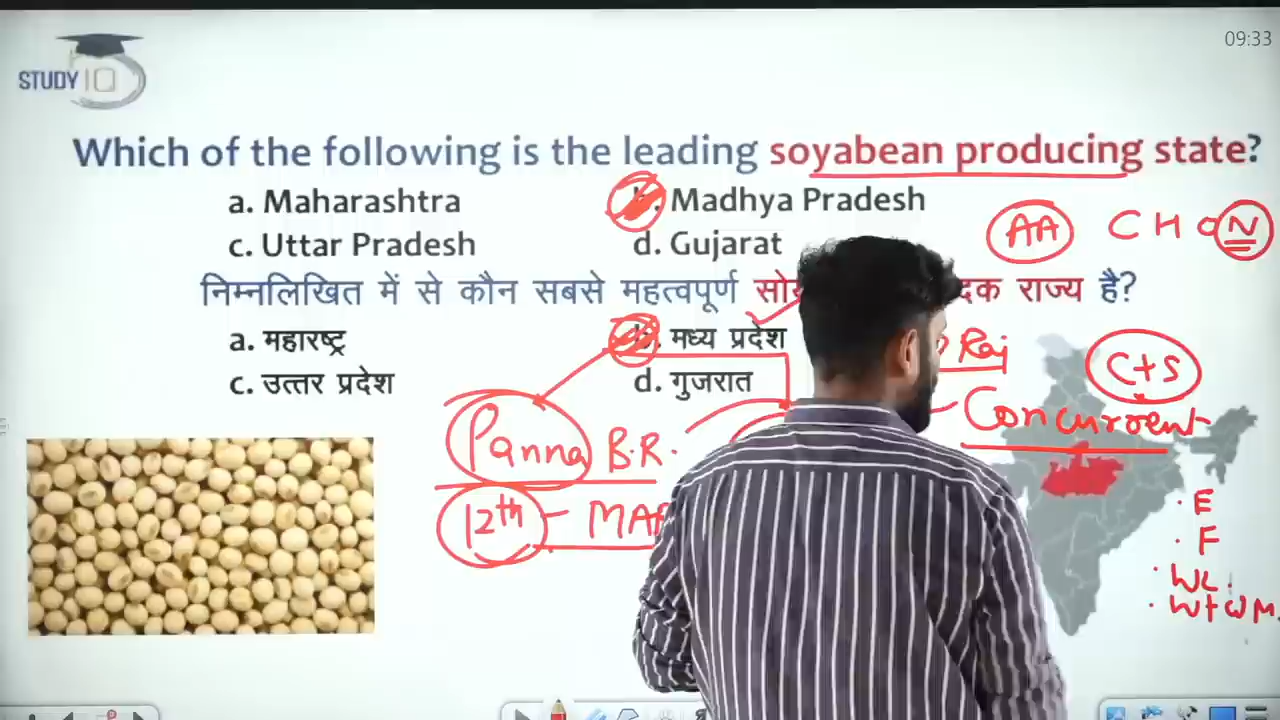 09:33
STUDY IQ
Which of the following is the leading soyabean producing state?
a. Maharashtra
b. Madhya Pradesh
AA
CHON
c. Uttar Pradesh
d. Gujarat
निम्नलिखित में से कौन सबसे महत्वपूर्ण दक राज्य है?
a. महाराष्ट्र
b. मध्य प्रदेश
Raj
C+S
c. उत्तर प्रदेश
d. गुजरात
Concurrent
Panna B.R.
12th -
. E
. F
. WL.